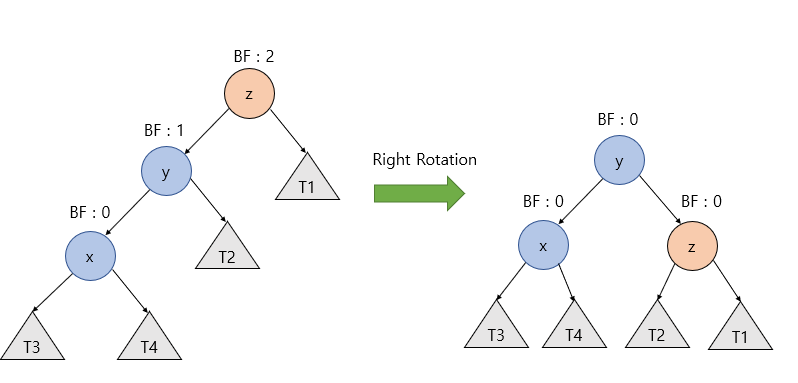 BF : 2
z
BF : 1
y
T1
BF : 0
x
T2
T3
T4
Right Rotation
BF : 0
y
BF : 0
BF : 0
x
z
T3
T4
T2
T1